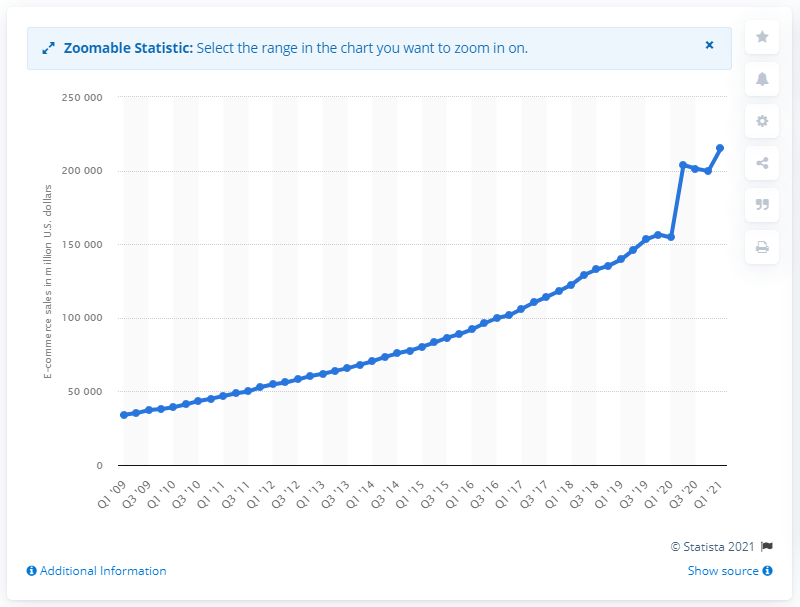 Zoomable Statistic: Select the range in the chart you want to zoom in on.
×
250 000
200 000
150 000
100 000
50 000
0
E-commerce sales in million U.S. dollars
Q1 '09
Q3 '09
Q1 '10
Q3 '10
Q1 '11
Q3 '11
Q1 '12
Q3 '12
Q1 '13
Q3 '13
Q1 '14
Q3 '14
Q1 '15
Q3 '15
Q1 '16
Q3 '16
Q1 '17
Q3 '17
Q1 '18
Q3 '18
Q1 '19
Q3 '19
Q1 '20
Q3 '20
Q1 '21
© Statista 2021
Additional Information
Show source